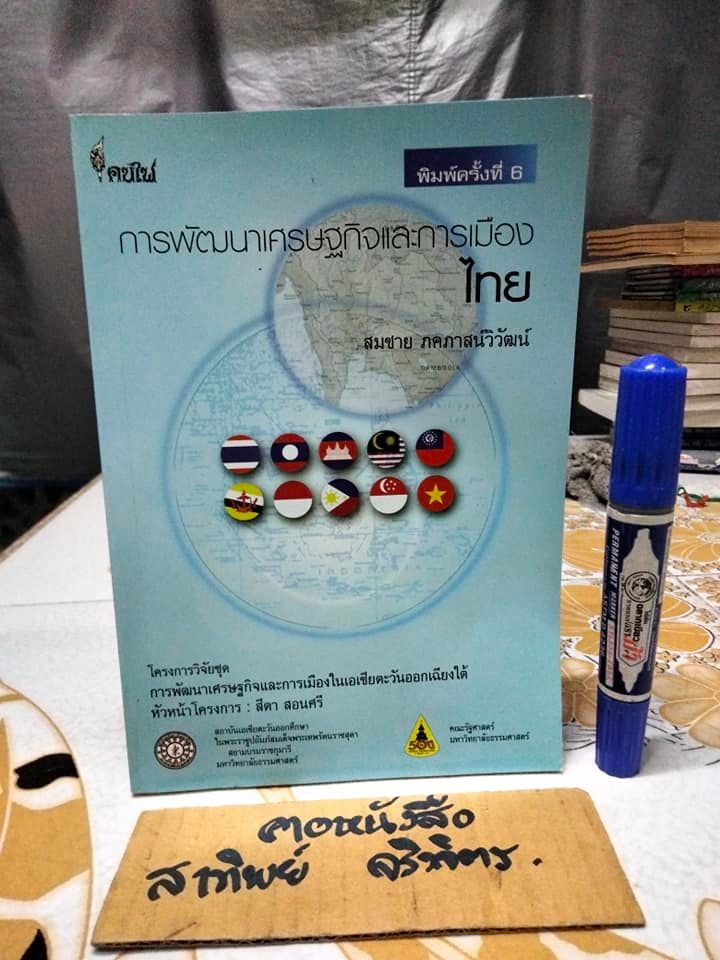 คบไฟ
พิมพ์ครั้งที่ 6
การพัฒนาเศรษฐกิจและการเมือง
ไทย
สมชาย ภคภาสน์วิวัฒน์
CAMBODIA
โครงการวิจัยชุด
การพัฒนาเศรษฐกิจและการเมืองในเอเชียตะวันออกเฉียงใต้
หัวหน้าโครงการ : สีดา สอนศรี
สถาบันเอเชียตะวันออกศึกษา
ในพระราชูปถัมภ์สมเด็จพระเทพรัตนราชสุดา
สยามบรมราชกุมารี
มหาวิทยาลัยธรรมศาสตร์
คณะรัฐศาสตร์
มหาวิทยาลัยธรรมศาสตร์
PERMANENT MARKER
ตราม้า
คอหนังสือ